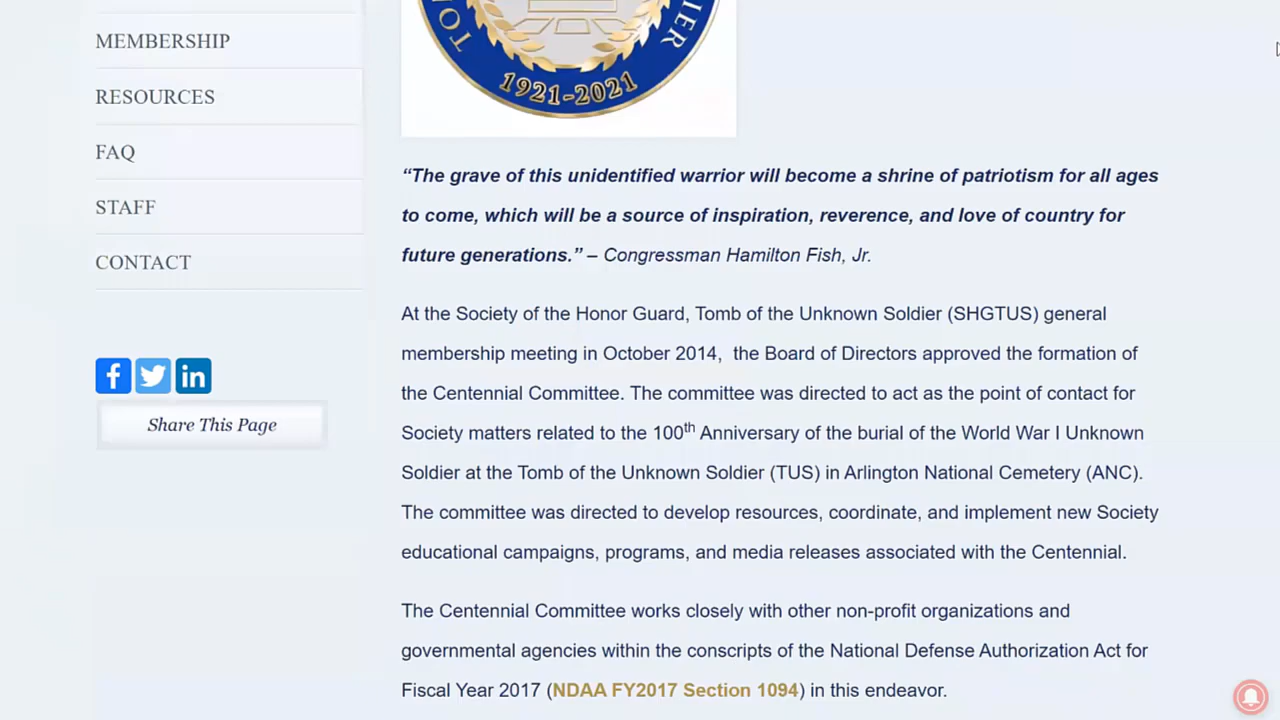 TO
IER
1921-2021
MEMBERSHIP
RESOURCES
FAQ
STAFF
CONTACT
Share This Page
“The grave of this unidentified warrior will become a shrine of patriotism for all ages
to come, which will be a source of inspiration, reverence, and love of country for
future generations.” – Congressman Hamilton Fish, Jr.
At the Society of the Honor Guard, Tomb of the Unknown Soldier (SHGTUS) general
membership meeting in October 2014,  the Board of Directors approved the formation of
the Centennial Committee. The committee was directed to act as the point of contact for
Society matters related to the 100th Anniversary of the burial of the World War I Unknown
Soldier at the Tomb of the Unknown Soldier (TUS) in Arlington National Cemetery (ANC).
The committee was directed to develop resources, coordinate, and implement new Society
educational campaigns, programs, and media releases associated with the Centennial.
The Centennial Committee works closely with other non-profit organizations and
governmental agencies within the conscripts of the National Defense Authorization Act for
Fiscal Year 2017 (NDAA FY2017 Section 1094) in this endeavor.